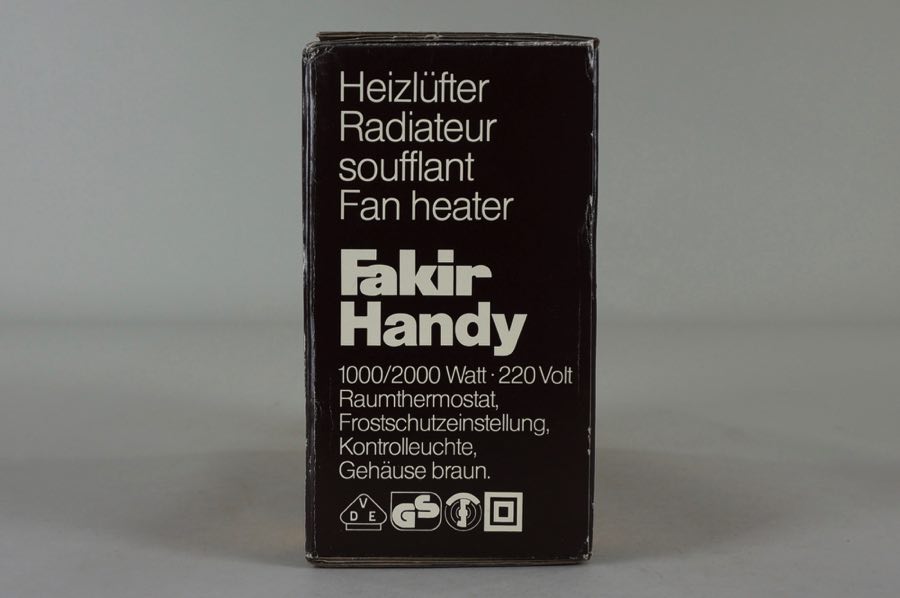 Heizlüfter
Radiateur
soufflant
Fan heater
Fakir
Handy
1000/2000 Watt · 220 Volt
Raumthermostat,
Frostschutzeinstellung,
Kontrolleuchte,
Gehäuse braun.
VDE GS